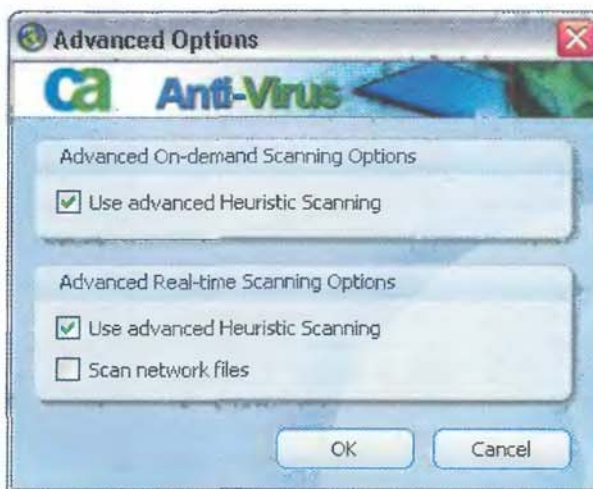 Advanced Options
ca Anti-Virus
Advanced On-demand Scanning Options
Use advanced Heuristic Scanning
Advanced Real-time Scanning Options
Use advanced Heuristic Scanning
Scan network files
OK Cancel